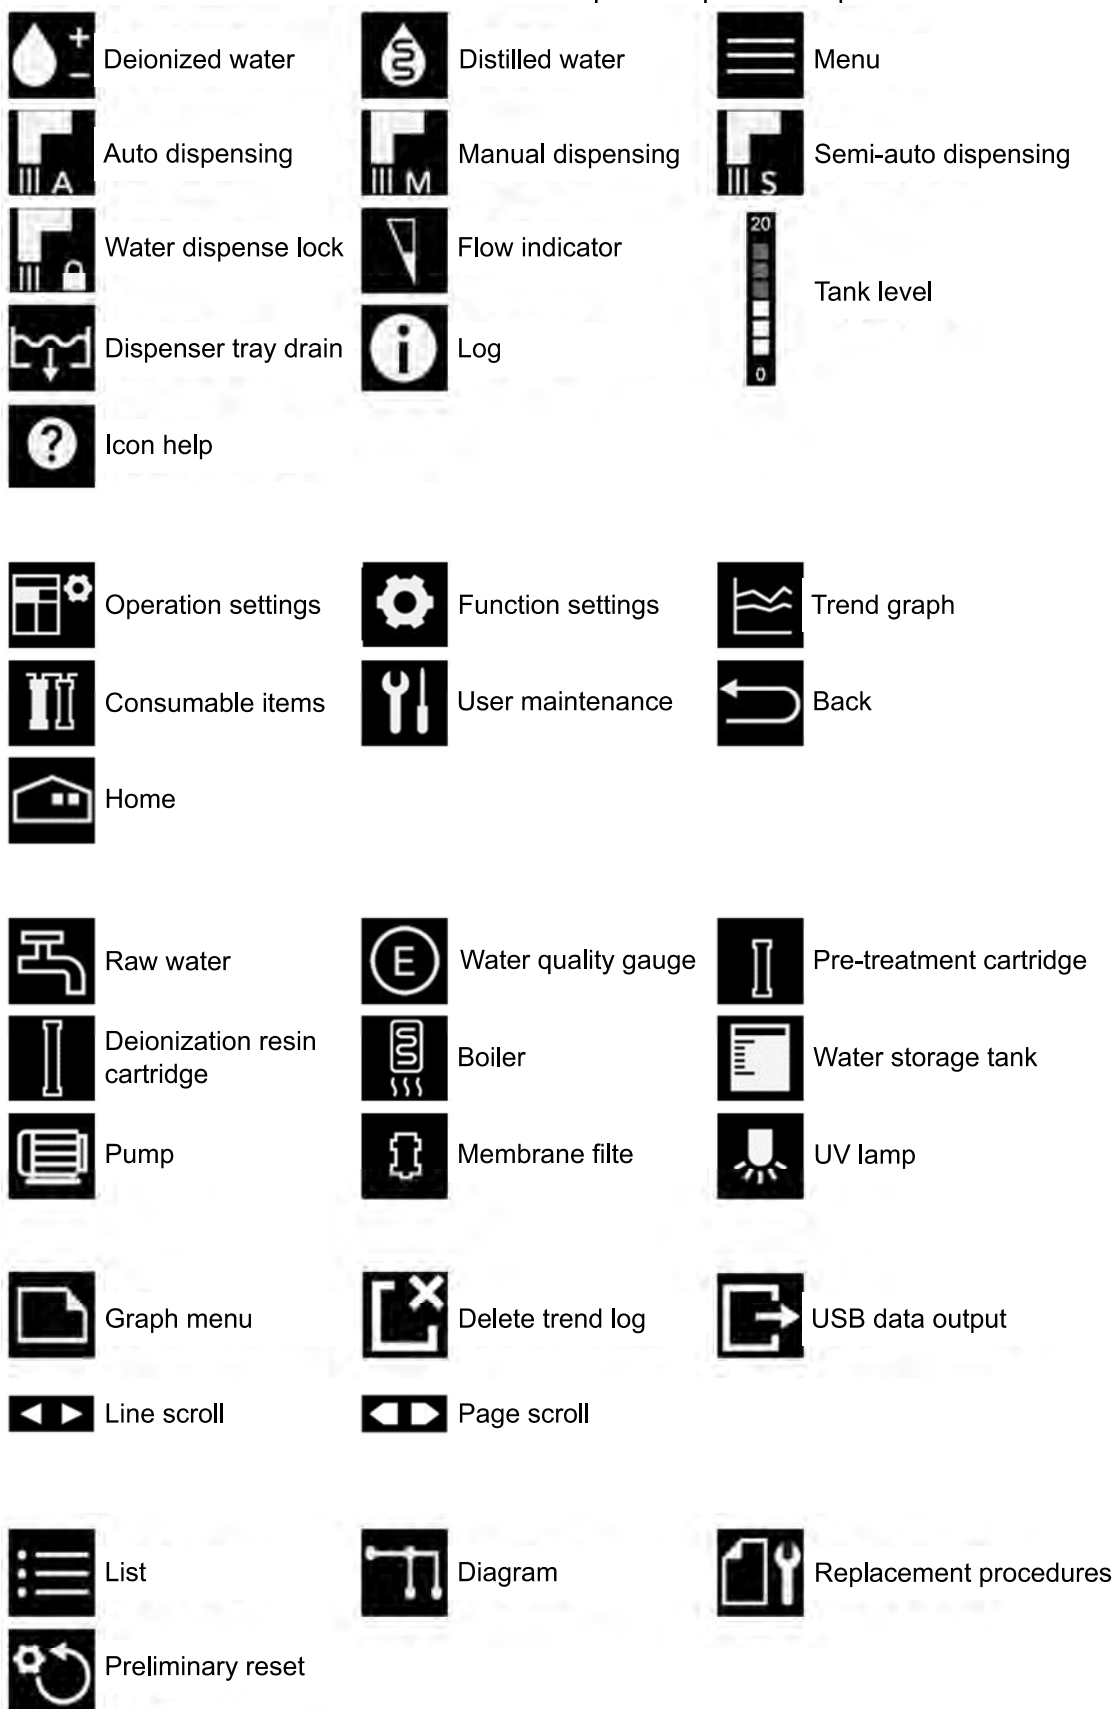 Deionized water
Distilled water
Menu
A
Auto dispensing
M
Manual dispensing
S
Semi-auto dispensing
Water dispense lock
Flow indicator
20
Tank level
0
Dispenser tray drain
i
Log
?
Icon help
Operation settings
Function settings
Trend graph
Consumable items
User maintenance
Back
Home
Raw water
E
Water quality gauge
Pre-treatment cartridge
Deionization resin
cartridge
Boiler
Water storage tank
Pump
Membrane filte
UV lamp
Graph menu
Delete trend log
USB data output
Line scroll
Page scroll
List
Diagram
Replacement procedures
Preliminary reset